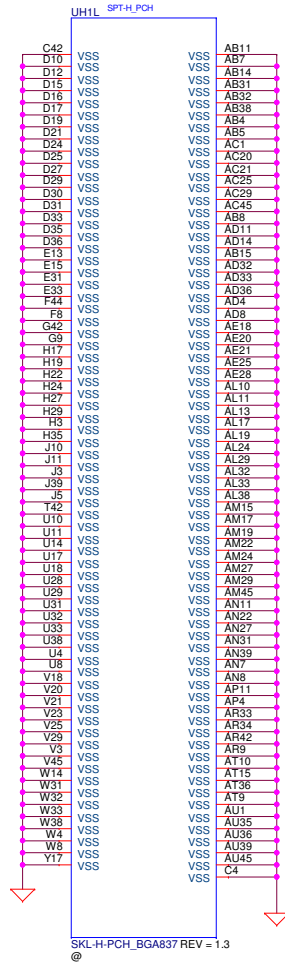 UH1L SPT-H_PCH
C42 VSS VSS AB11
D10 VSS VSS AB7
D12 VSS VSS AB14
D15 VSS VSS AB31
D16 VSS VSS AB32
D17 VSS VSS AB38
D19 VSS VSS AB4
D21 VSS VSS AB5
D24 VSS VSS AC1
D25 VSS VSS AC20
D27 VSS VSS AC21
D29 VSS VSS AC25
D30 VSS VSS AC29
D31 VSS VSS AC45
D33 VSS VSS AB8
D35 VSS VSS AD11
D36 VSS VSS AD14
E13 VSS VSS AB15
E15 VSS VSS AD32
E31 VSS VSS AD33
E33 VSS VSS AD36
F44 VSS VSS AD4
F8 VSS VSS AD8
G42 VSS VSS AE18
G9 VSS VSS AE20
H17 VSS VSS AE21
H19 VSS VSS AE25
H22 VSS VSS AE28
H24 VSS VSS AL10
H27 VSS VSS AL11
H29 VSS VSS AL13
H3 VSS VSS AL17
H35 VSS VSS AL19
J10 VSS VSS AL24
J11 VSS VSS AL29
J3 VSS VSS AL32
J39 VSS VSS AL33
J5 VSS VSS AL38
T42 VSS VSS AM15
U10 VSS VSS AM17
U11 VSS VSS AM19
U14 VSS VSS AM22
U17 VSS VSS AM24
U18 VSS VSS AM27
U28 VSS VSS AM29
U29 VSS VSS AM45
U31 VSS VSS AN11
U32 VSS VSS AN22
U33 VSS VSS AN27
U38 VSS VSS AN31
U4 VSS VSS AN39
U8 VSS VSS AN7
V18 VSS VSS AN8
V20 VSS VSS AP11
V21 VSS VSS AP4
V23 VSS VSS AR33
V25 VSS VSS AR34
V29 VSS VSS AR42
V3 VSS VSS AR9
V45 VSS VSS AT10
W14 VSS VSS AT15
W31 VSS VSS AT36
W32 VSS VSS AT9
W33 VSS VSS AU1
W38 VSS VSS AU35
W4 VSS VSS AU36
W8 VSS VSS AU39
Y17 VSS VSS AU45
VSS C4
SKL-H-PCH_BGA837 REV = 1.3
@